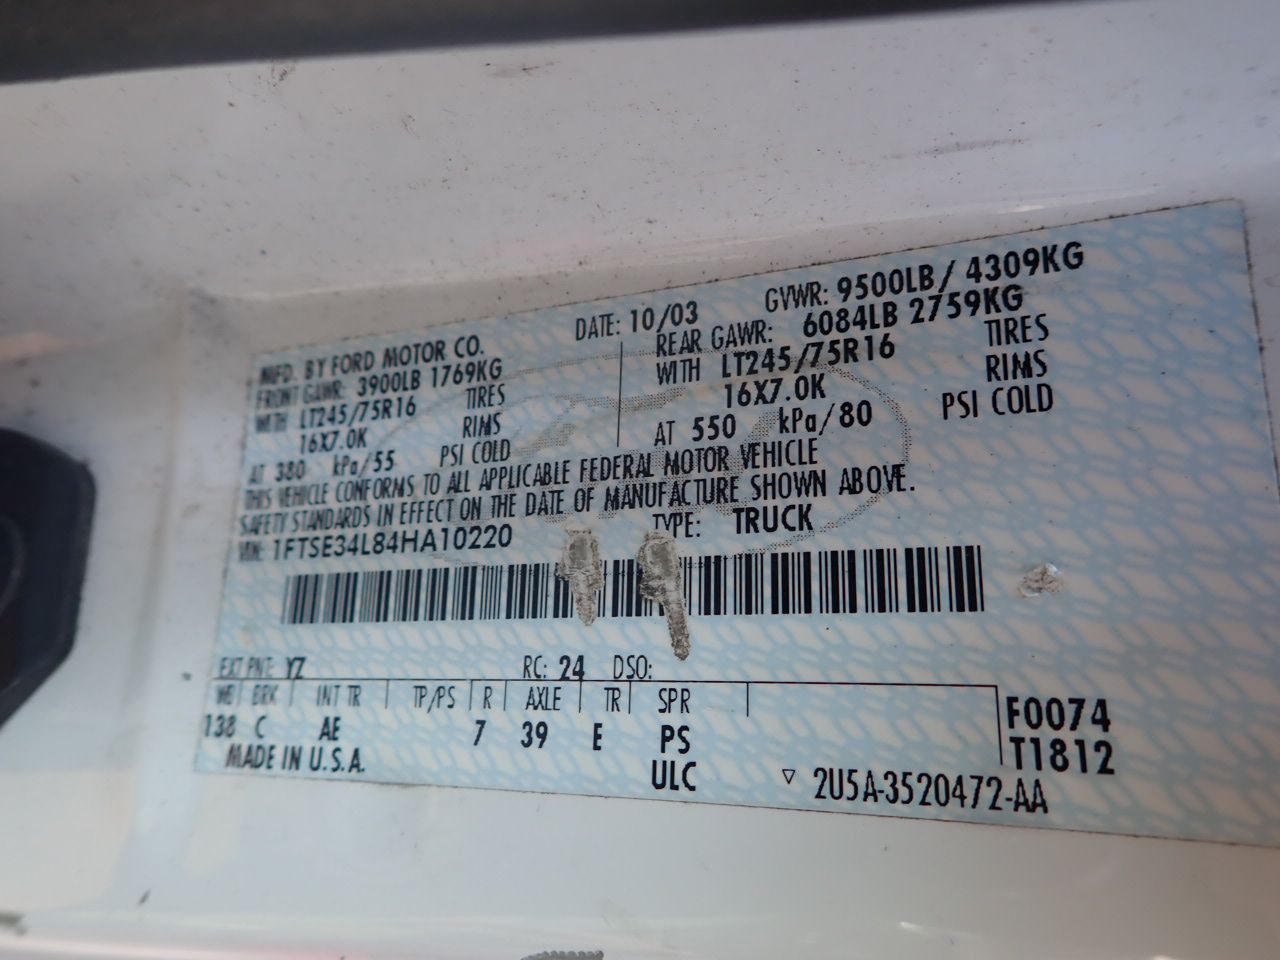 MFD. BY FORD MOTOR CO.
DATE: 10/03
GVWR: 9500LB/ 4309KG
FRONT GAWR: 3900LB 1769KG
REAR GAWR: 6084LB 2759KG
WITH LT245/75R16 TIRES
WITH LT245/75R16 TIRES
16X7.0K RIMS
16X7.0K RIMS
AT 380 kPa/55 PSI COLD
AT 550 kPa/80 PSI COLD
THIS VEHICLE CONFORMS TO ALL APPLICABLE FEDERAL MOTOR VEHICLE
SAFETY STANDARDS IN EFFECT ON THE DATE OF MANUFACTURE SHOWN ABOVE.
VIN: 1FTSE34L84HA10220
TYPE: TRUCK
EXT PNT: YZ RC: 24 DSO:
WB BRK INT TR TP/PS R AXLE TR SPR
138 C AE 7 39 E PS
F0074
T1812
MADE IN U.S.A.
ULC
▽ 2U5A-3520472-AA